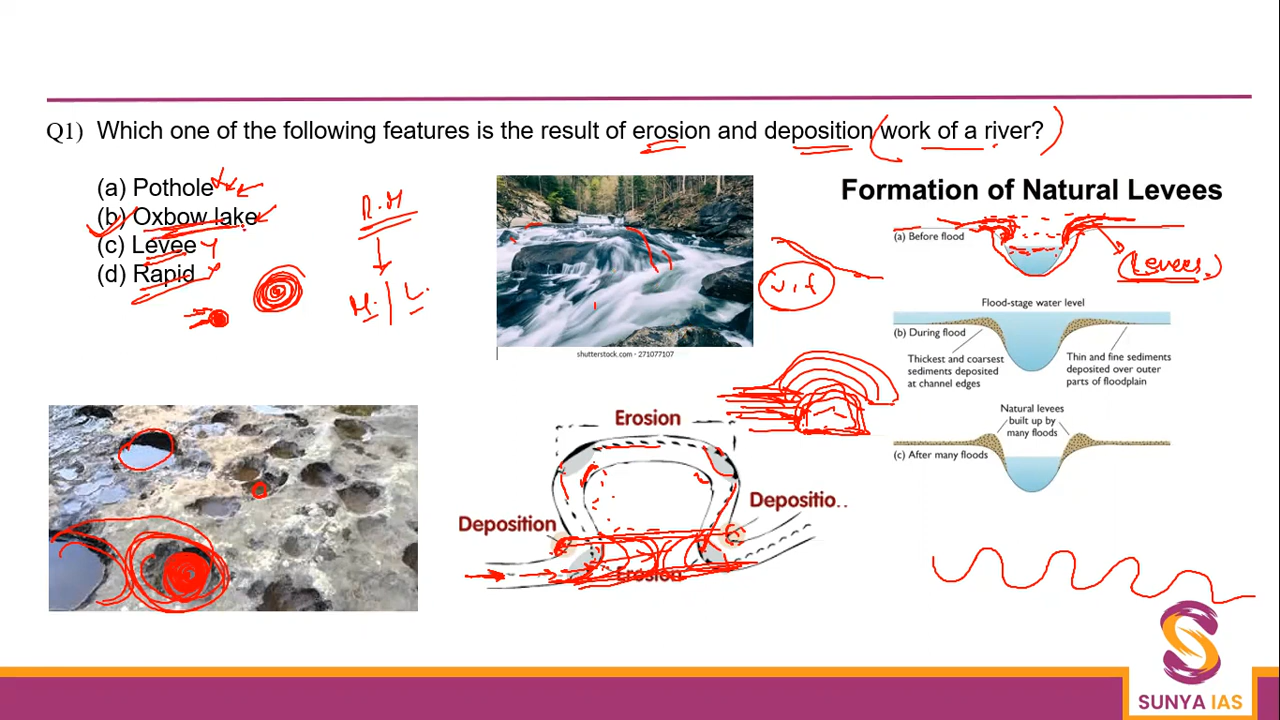 Q1) Which one of the following features is the result of erosion and deposition (work of a river?)
(a) Pothole
(b) Oxbow lake
(c) Levee
(d) Rapid
R.M
M. | L.
shutterstock.com - 271077107
Formation of Natural Levees
(a) Before flood
(Levees.)
Flood-stage water level
(b) During flood
Thickest and coarsest
sediments deposited
at channel edges
Thin and fine sediments
deposited over outer
parts of floodplain
Natural levees
built up by
many floods
(c) After many floods
Erosion
Depositio..
Deposition
Erosion
SUNYA IAS